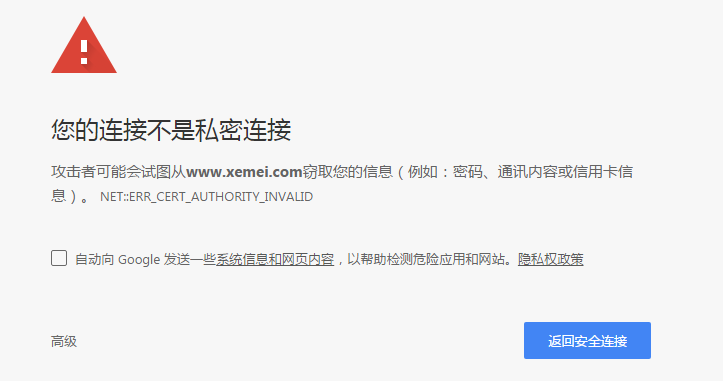 您的连接不是私密连接
攻击者可能会试图从www.xemei.com窃取您的信息（例如：密码、通讯内容或信用卡信
息）。 NET::ERR_CERT_AUTHORITY_INVALID
自动向 Google 发送一些系统信息和网页内容，以帮助检测危险应用和网站。隐私权政策
高级
返回安全连接